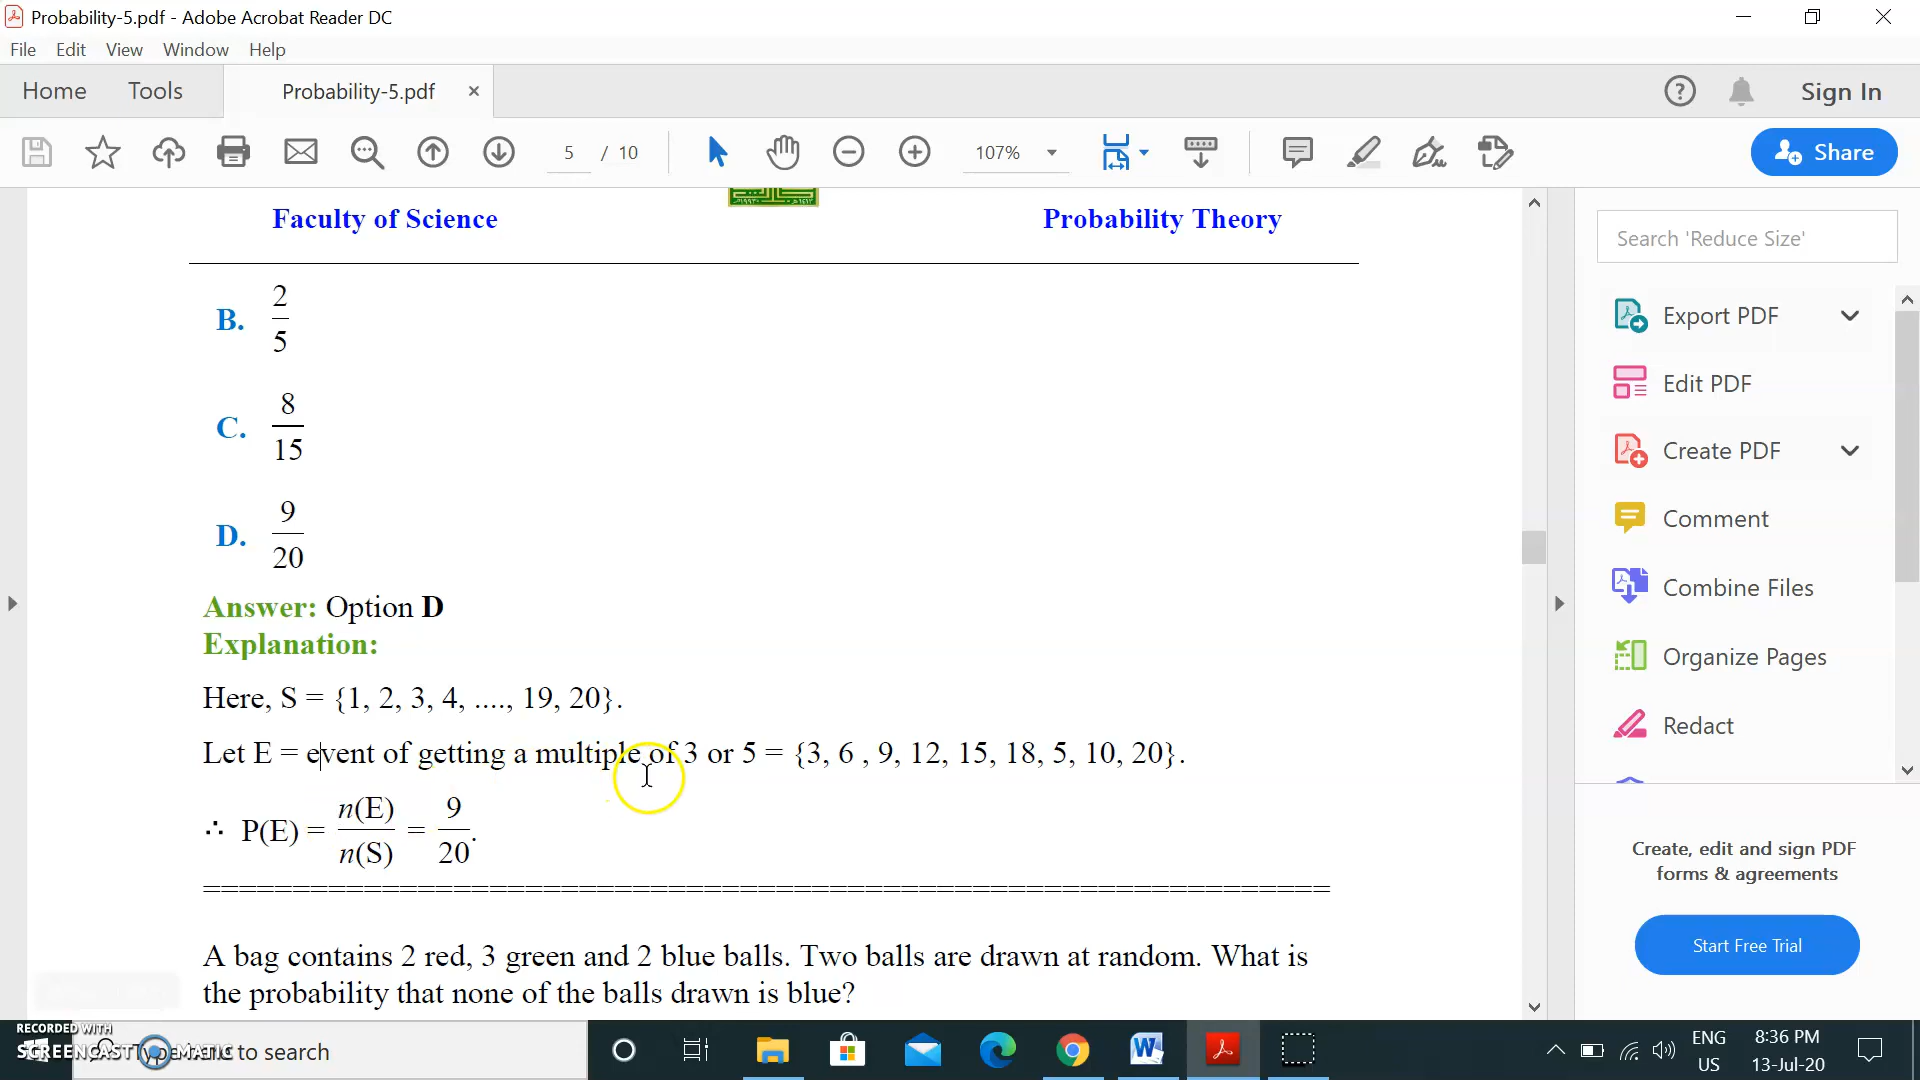 Probability-5.pdf - Adobe Acrobat Reader DC
File Edit View Window Help
Home Tools Probability-5.pdf × Sign In
5 / 10 107% Share
Faculty of Science Probability Theory
B. 2/5
C. 8/15
D. 9/20
Answer: Option D
Explanation:
Here, S = {1, 2, 3, 4, ...., 19, 20}.
Let E = event of getting a multiple of 3 or 5 = {3, 6 , 9, 12, 15, 18, 5, 10, 20}.
∴ P(E) = n(E)/n(S) = 9/20.
A bag contains 2 red, 3 green and 2 blue balls. Two balls are drawn at random. What is
the probability that none of the balls drawn is blue?
Search 'Reduce Size'
Export PDF
Edit PDF
Create PDF
Comment
Combine Files
Organize Pages
Redact
Create, edit and sign PDF
forms & agreements
Start Free Trial
RECORDED WITH
SCREENCAST MATIC
to search
ENG
US
8:36 PM
13-Jul-20